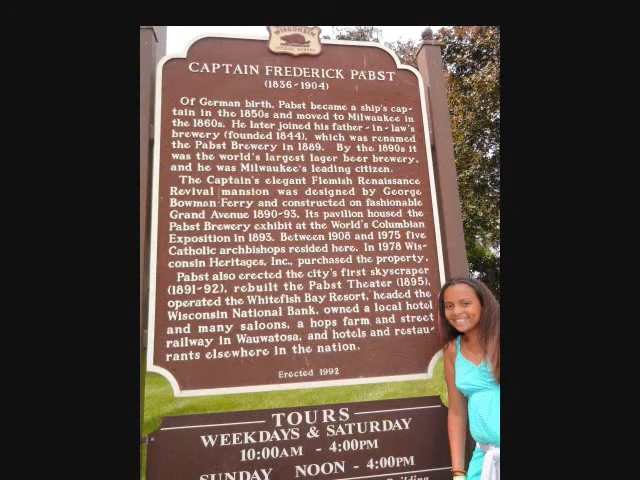 WISCONSIN
CAPTAIN FREDERICK PABST
(1836-1904)
Of German birth, Pabst became a ship's cap-
tain in the 1850s and moved to Milwaukee in
the 1860s. He later joined his father-in-law's
brewery (founded 1844), which was renamed
the Pabst Brewery in 1889. By the 1890s it
was the world's largest lager beer brewery,
and he was Milwaukee's leading citizen.
The Captain's elegant Flemish Renaissance
Revival mansion was designed by George
Bowman Ferry and constructed on fashionable
Grand Avenue 1890-93. Its pavilion housed the
Pabst Brewery exhibit at the World's Columbian
Exposition in 1893. Between 1908 and 1975 five
Catholic archbishops resided here. In 1978 Wis-
consin Heritages, Inc., purchased the property.
Pabst also erected the city's first skyscraper
(1891-92), rebuilt the Pabst Theater (1895),
operated the Whitefish Bay Resort, headed the
Wisconsin National Bank, owned a local hotel
and many saloons, a hops farm and street
railway in Wauwatosa, and hotels and restau-
rants elsewhere in the nation.
Erected 1992
TOURS
WEEKDAYS & SATURDAY
10:00AM - 4:00PM
SUNDAY NOON - 4:00PM
Building